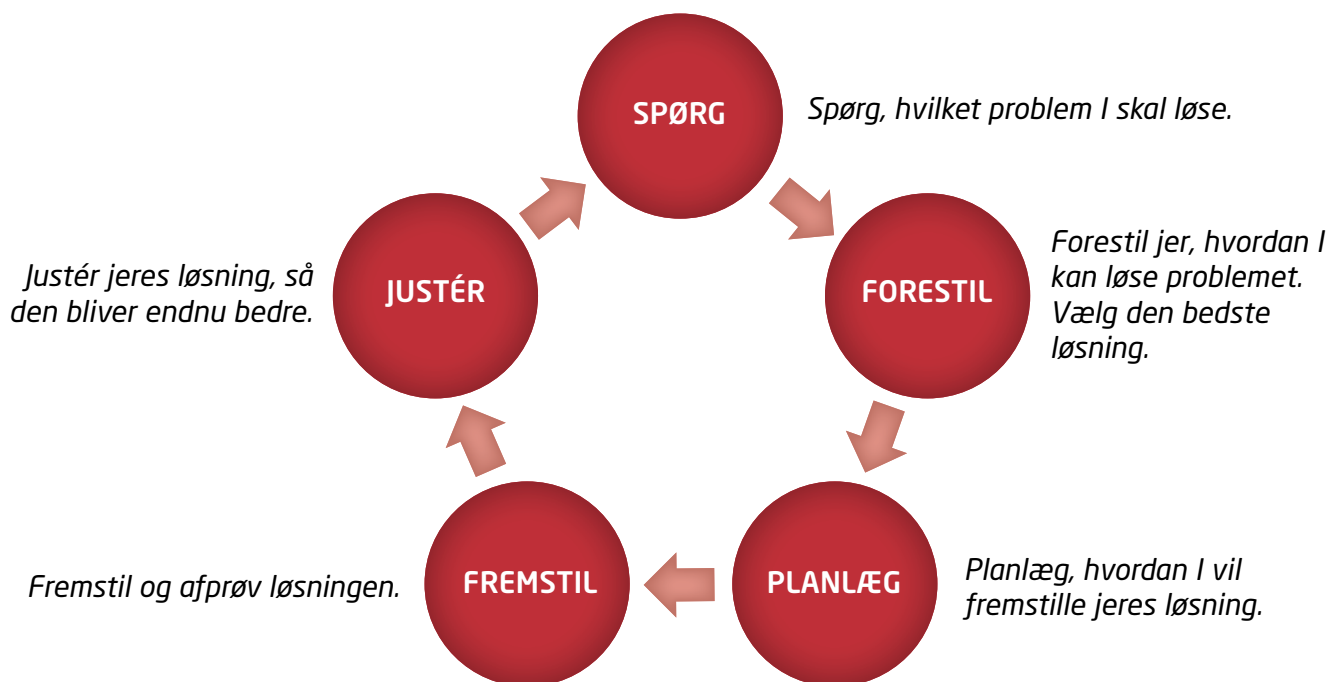 SPØRG
Spørg, hvilket problem I skal løse.
FORESTIL
Forestil jer, hvordan I
kan løse problemet.
Vælg den bedste
løsning.
PLANLÆG
Planlæg, hvordan I vil
fremstille jeres løsning.
FREMSTIL
Fremstil og afprøv løsningen.
JUSTÉR
Justér jeres løsning, så
den bliver endnu bedre.